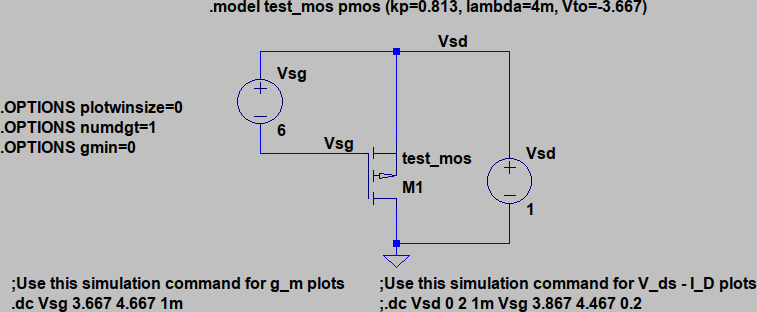 .model test_mos pmos (kp=0.813, lambda=4m, Vto=-3.667)
Vsd
Vsg
.OPTIONS plotwinsize=0
.OPTIONS numdgt=1
.OPTIONS gmin=0
6
Vsg
test_mos
M1
Vsd
1
;Use this simulation command for g_m plots
.dc Vsg 3.667 4.667 1m
;Use this simulation command for V_ds - I_D plots
;.dc Vsd 0 2 1m Vsg 3.867 4.467 0.2